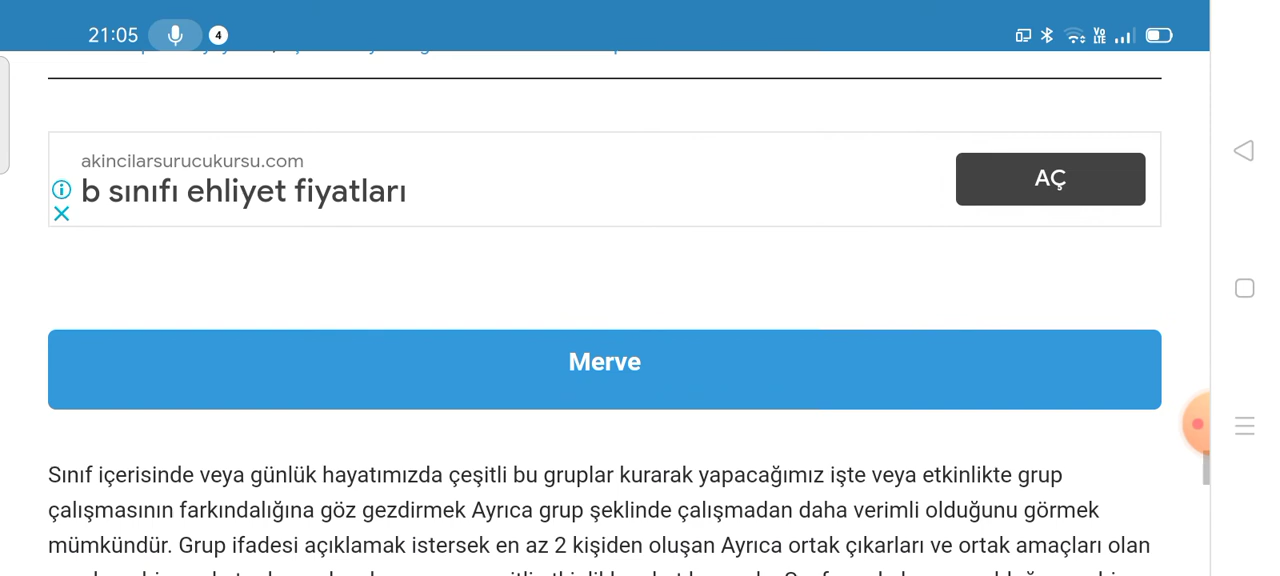 21:05
4
VoLTE
akincilarsurucukursu.com
b sınıfı ehliyet fiyatları
AÇ
Merve
Sınıf içerisinde veya günlük hayatımızda çeşitli bu gruplar kurarak yapacağımız işte veya etkinlikte grup
çalışmasının farkındalığına göz gezdirmek Ayrıca grup şeklinde çalışmadan daha verimli olduğunu görmek
mümkündür. Grup ifadesi açıklamak istersek en az 2 kişiden oluşan Ayrıca ortak çıkarları ve ortak amaçları olan